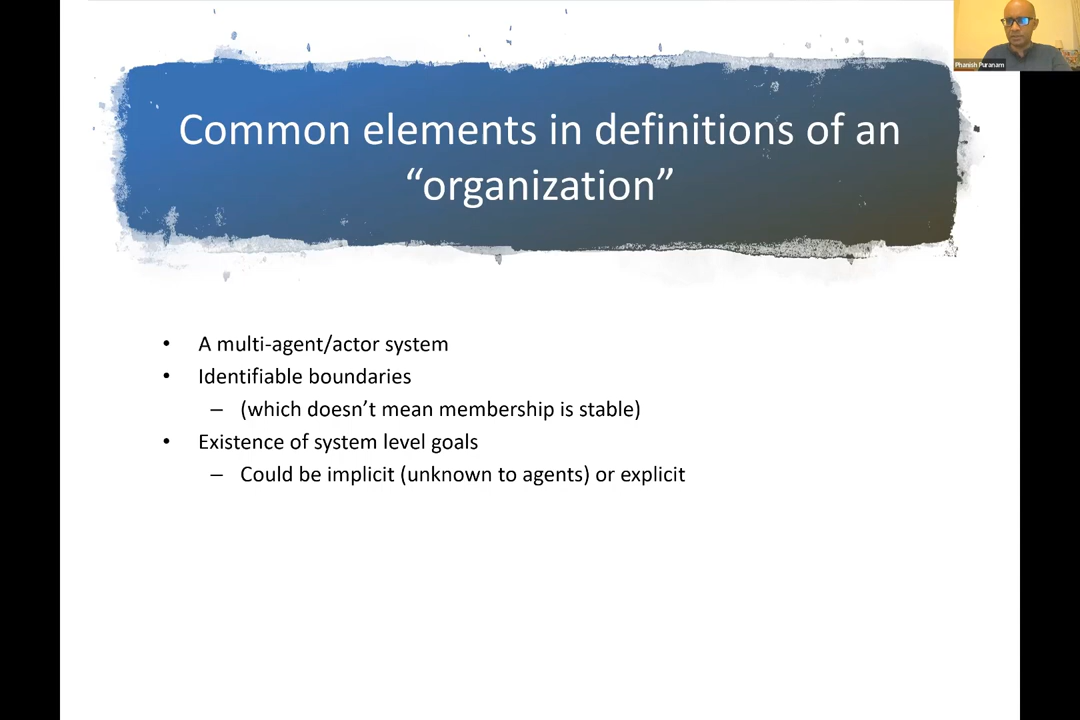 Common elements in definitions of an
“organization”
Phanish Puranam
• A multi-agent/actor system
• Identifiable boundaries
– (which doesn’t mean membership is stable)
• Existence of system level goals
– Could be implicit (unknown to agents) or explicit